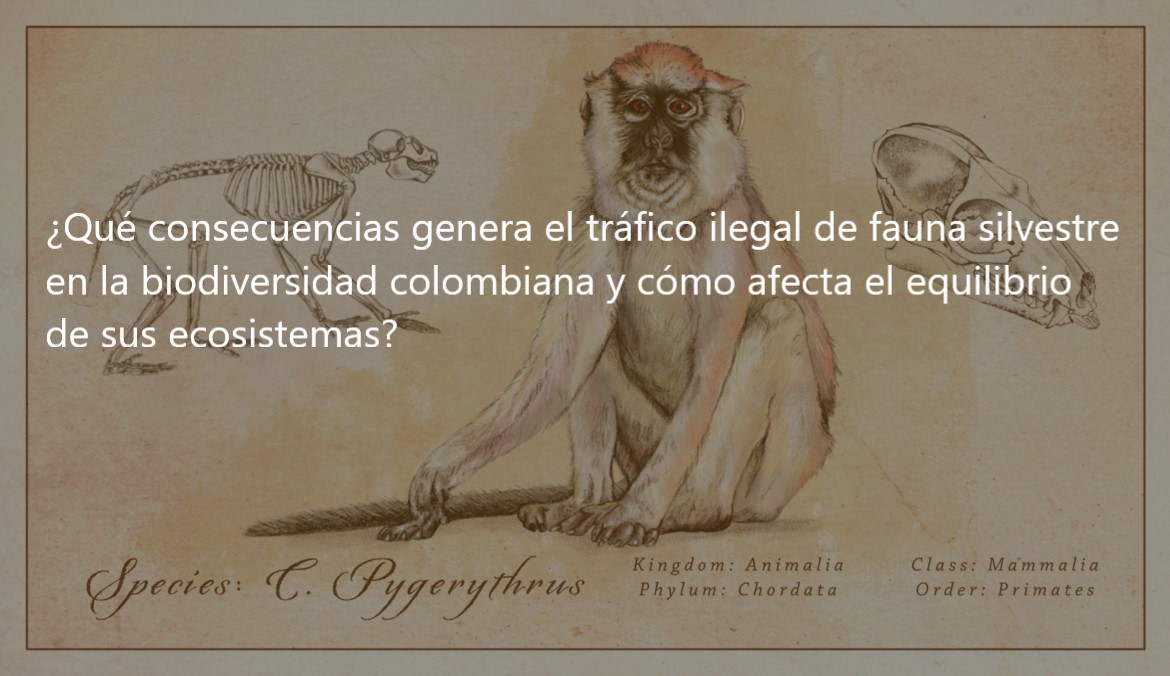 ¿Qué consecuencias genera el tráfico ilegal de fauna silvestre
en la biodiversidad colombiana y cómo afecta el equilibrio
de sus ecosistemas?
Species: C. Pygerythrus
Kingdom: Animalia
Phylum: Chordata
Class: Mammalia
Order: Primates